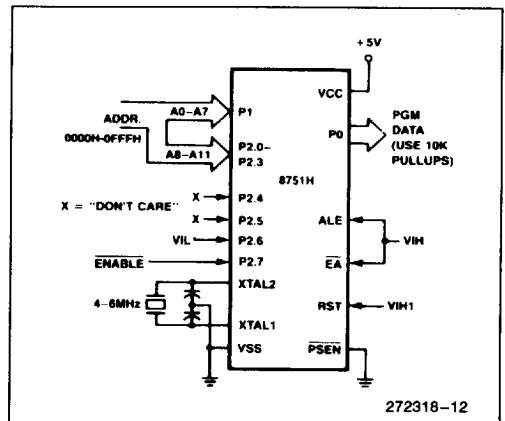 +5V
VCC
A0–A7
P1
ADDR.
0000H-0FFFH
P2.0–
P2.3
A8–A11
P0
PGM
DATA
(USE 10K
PULLUPS)
8751H
X = "DON'T CARE"
X
P2.4
X
P2.5
VIL
P2.6
ENABLE
P2.7
ALE
EA
VIH
4–6MHz
XTAL2
XTAL1
VSS
RST
VIH1
PSEN
272318–12